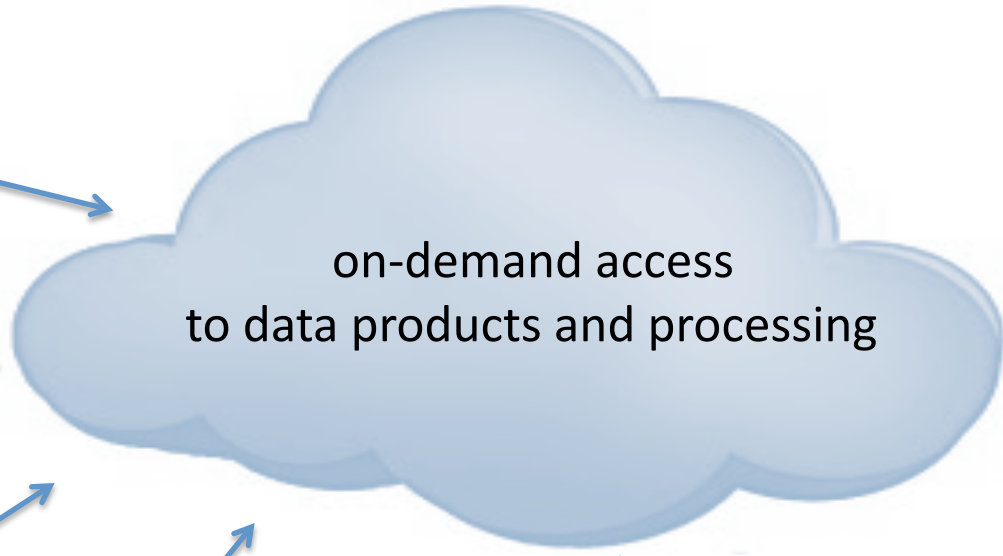 on-demand access
to data products and processing